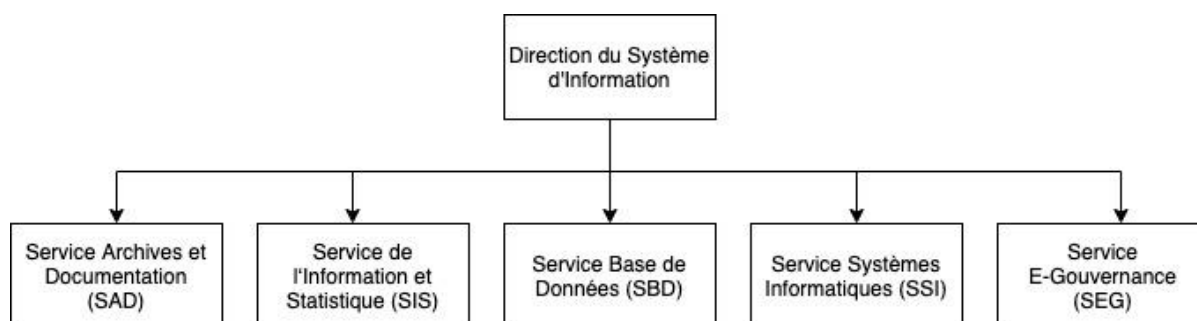 Direction du Système
d'Information
Service Archives et
Documentation
(SAD)
Service de
l'Information et
Statistique (SIS)
Service Base de
Données (SBD)
Service Systèmes
Informatiques (SSI)
Service
E-Gouvernance
(SEG)